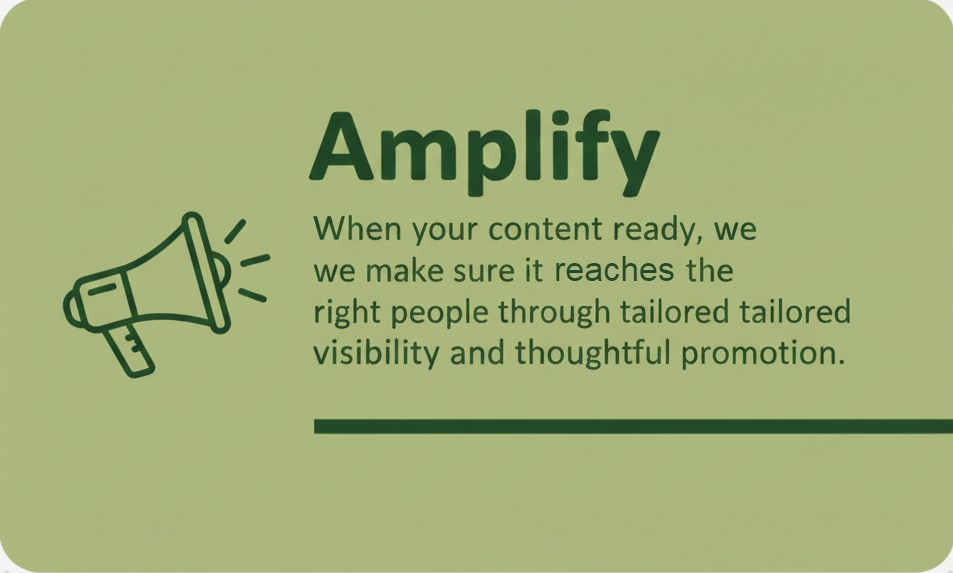 Amplify
When your content ready, we
we make sure it reaches the
right people through tailored tailored
visibility and thoughtful promotion.